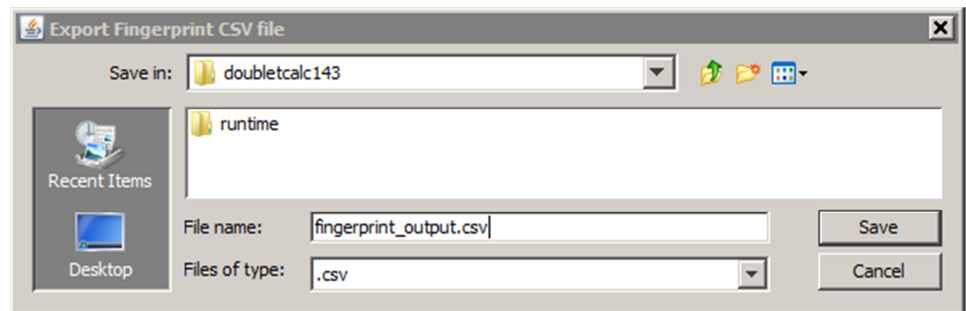 Export Fingerprint CSV file
Save in: doubletcalc143
runtime
Recent Items
Desktop
File name: fingerprint_output.csv Save
Files of type: .csv Cancel